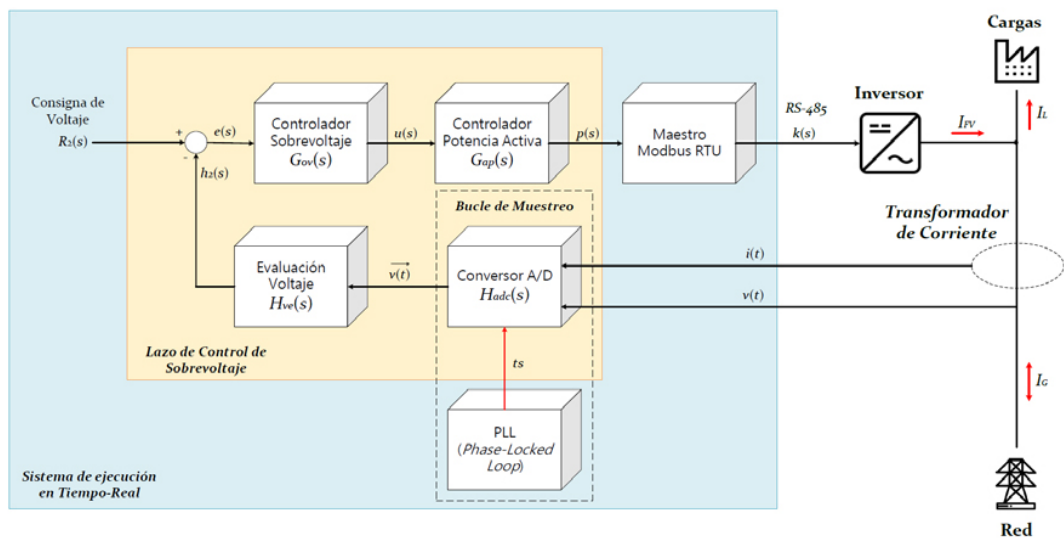 Cargas
Consigna de
Voltaje
R₂(s)
+
-
e(s)
h₂(s)
Controlador
Sobrevoltaje
Gov(s)
u(s)
Controlador
Potencia Activa
Gap(s)
p(s)
Maestro
Modbus RTU
RS-485
k(s)
Inversor
IFV
IL
Bucle de Muestreo
Transformador
de Corriente
Evaluación
Voltaje
Hve(s)
v(t)
Conversor A/D
Hadc(s)
i(t)
v(t)
Lazo de Control de
Sobrevoltaje
ts
IG
PLL
(Phase-Locked
Loop)
Sistema de ejecución
en Tiempo-Real
Red